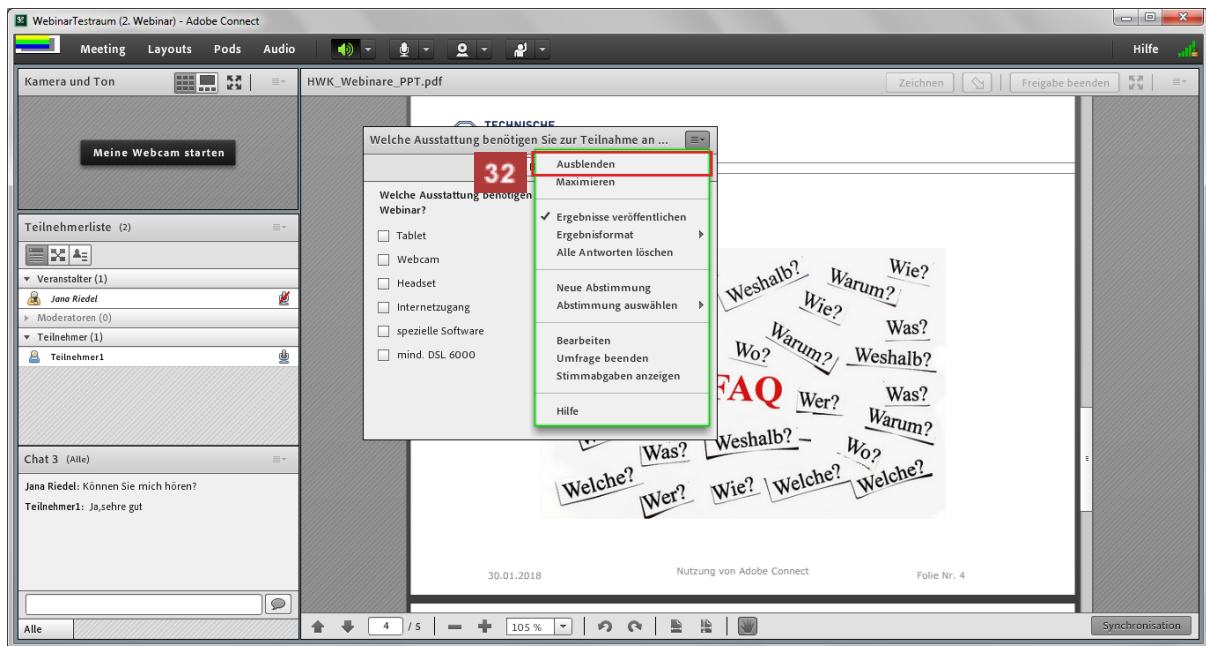 WebinarTestraum (2. Webinar) - Adobe Connect
Meeting Layouts Pods Audio Hilfe
Kamera und Ton
Meine Webcam starten
Teilnehmerliste (2)
Veranstalter (1)
Jana Riedel
Moderatoren (0)
Teilnehmer (1)
Teilnehmer1
Chat 3 (Alle)
Jana Riedel: Können Sie mich hören?
Teilnehmer1: Ja,sehre gut
Alle
HWK_Webinare_PPT.pdf
Zeichnen Freigabe beenden
TECHNISCHE
Welche Ausstattung benötigen Sie zur Teilnahme an ...
32
Welche Ausstattung benötigen
Webinar?
Tablet
Webcam
Headset
Internetzugang
spezielle Software
mind. DSL 6000
Ausblenden
Maximieren
Ergebnisse veröffentlichen
Ergebnisformat
Alle Antworten löschen
Neue Abstimmung
Abstimmung auswählen
Bearbeiten
Umfrage beenden
Stimmabgaben anzeigen
Hilfe
Weshalb? Warum? Wie?
Wie?
Warum? Was?
Wo? Weshalb?
FAQ Wer? Was?
Warum?
Was? Weshalb? Wo?
Welche? Wer? Wie? Welche? Welche?
30.01.2018 Nutzung von Adobe Connect Folie Nr. 4
4 / 5 105 %
Synchronisation